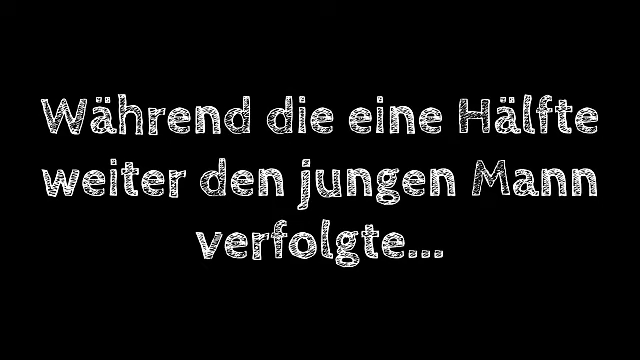 Während die eine Hälfte
weiter den jungen Mann
verfolgte...